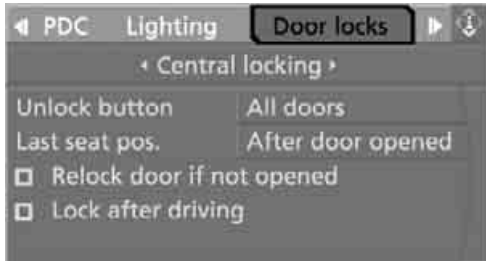 PDC Lighting Door locks
Central locking
Unlock button All doors
Last seat pos. After door opened
Relock door if not opened
Lock after driving